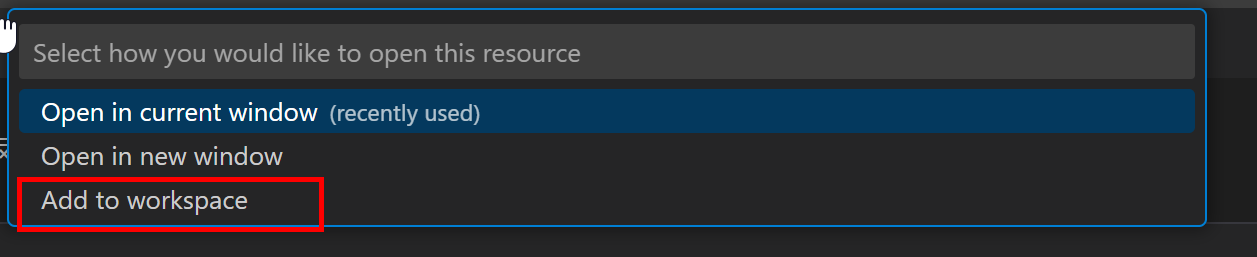 Select how you would like to open this resource
Open in current window (recently used)
Open in new window
Add to workspace